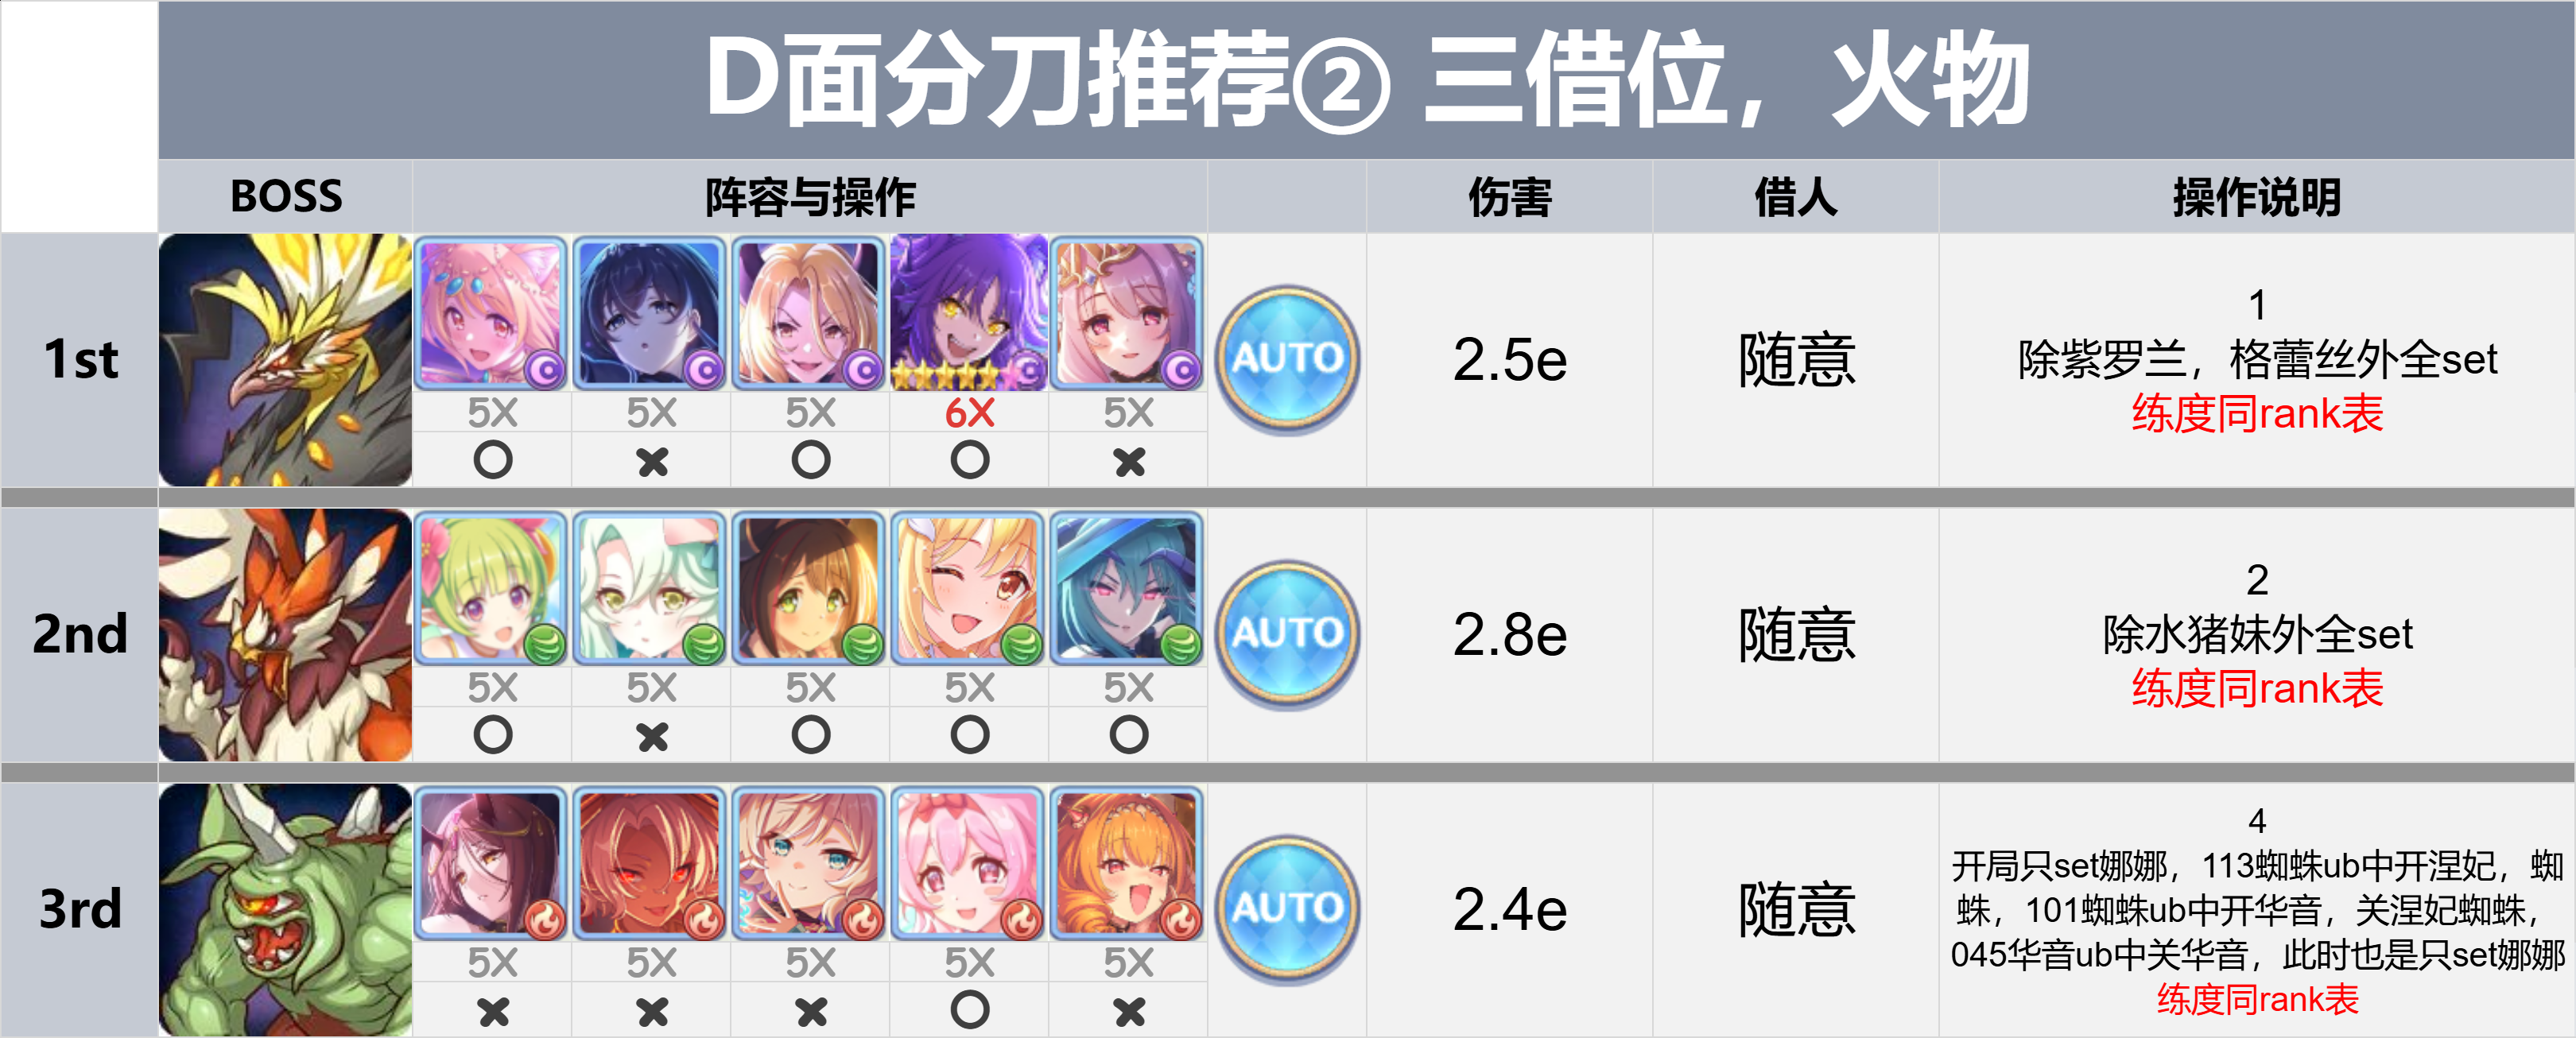 D面分刀推荐② 三借位，火物
BOSS 阵容与操作 伤害 借人 操作说明
1st
5X 5X 5X 6X 5X
AUTO
2.5e
随意
1
除紫罗兰，格蕾丝外全set
练度同rank表
2nd
5X 5X 5X 5X 5X
AUTO
2.8e
随意
2
除水猪妹外全set
练度同rank表
3rd
5X 5X 5X 5X 5X
AUTO
2.4e
随意
4
开局只set娜娜，113蜘蛛ub中开涅妃，蜘
蛛，101蜘蛛ub中开华音，关涅妃蜘蛛，
045华音ub中关华音，此时也是只set娜娜
练度同rank表